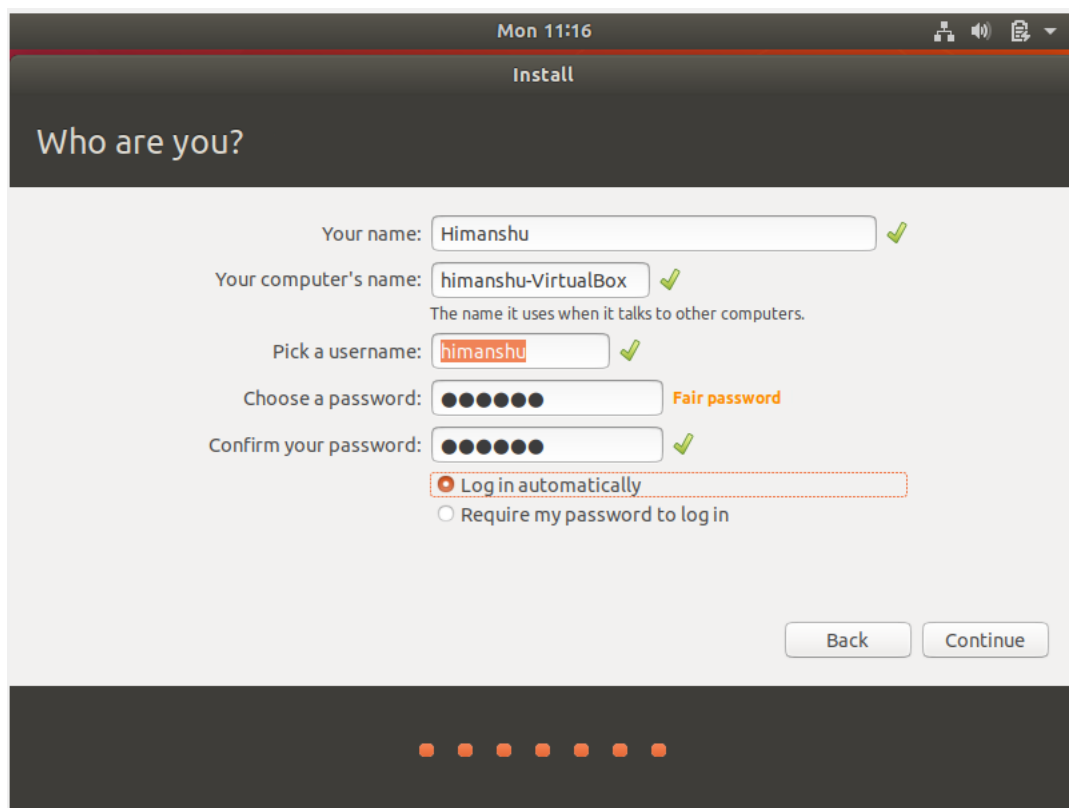 Mon 11:16
Install
Who are you?
Your name: Himanshu
Your computer's name: himanshu-VirtualBox
The name it uses when it talks to other computers.
Pick a username: himanshu
Choose a password: ●●●●●● Fair password
Confirm your password: ●●●●●●
Log in automatically
Require my password to log in
Back Continue